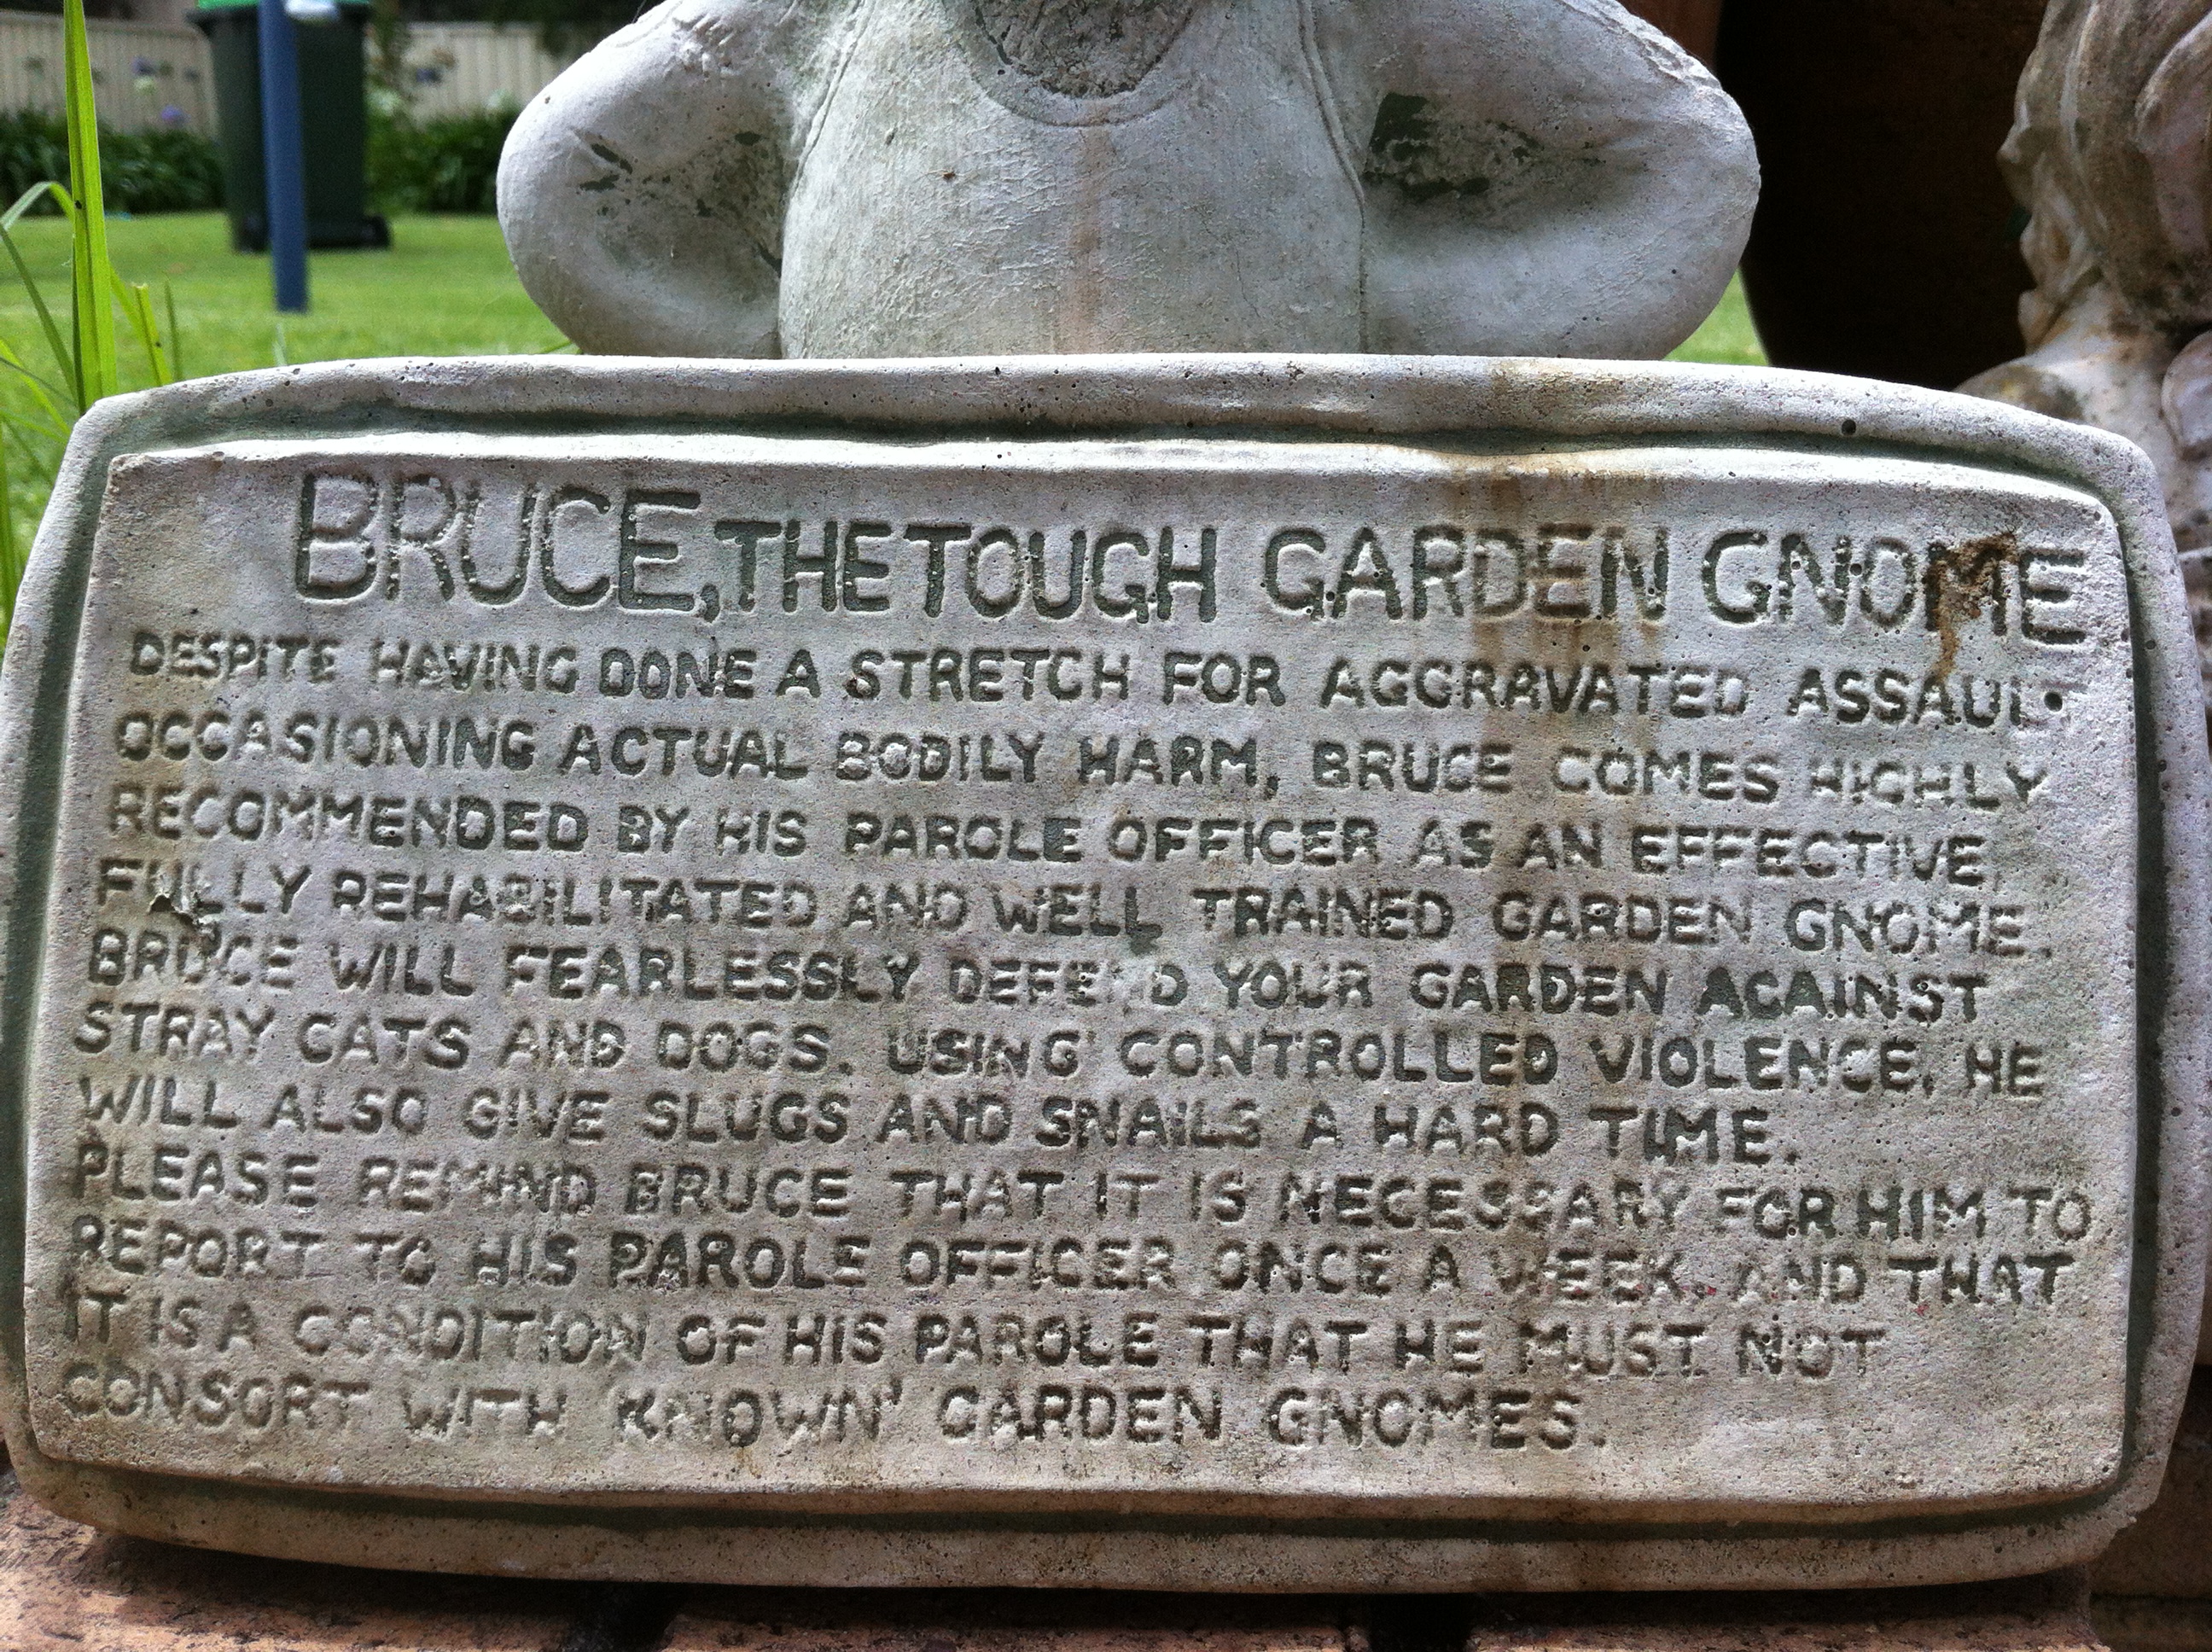 BRUCE, THE TOUGH GARDEN GNOME
DESPITE HAVING DONE A STRETCH FOR AGGRAVATED ASSAULT
OCCASIONING ACTUAL BODILY HARM, BRUCE COMES HIGHLY
RECOMMENDED BY HIS PAROLE OFFICER AS AN EFFECTIVE,
FULLY REHABILITATED AND WELL TRAINED GARDEN GNOME.
BRUCE WILL FEARLESSLY DEFEND YOUR GARDEN AGAINST
STRAY CATS AND DOGS. USING CONTROLLED VIOLENCE, HE
WILL ALSO GIVE SLUGS AND SNAILS A HARD TIME.
PLEASE REMIND BRUCE THAT IT IS NECESSARY FOR HIM TO
REPORT TO HIS PAROLE OFFICER ONCE A WEEK. AND THAT
IT IS A CONDITION OF HIS PAROLE THAT HE MUST NOT
CONSORT WITH 'KNOWN' GARDEN GNOMES.